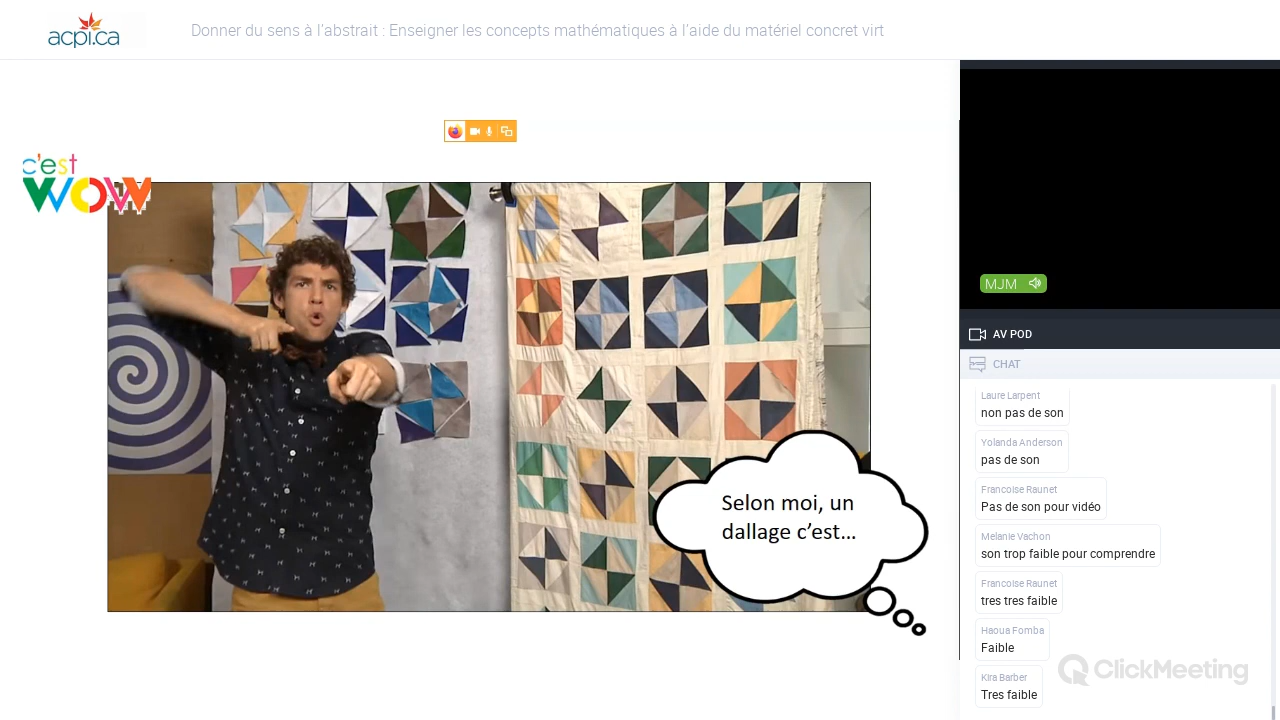 acpi.ca
Donner du sens à l'abstrait : Enseigner les concepts mathématiques à l'aide du matériel concret virt
c'est
WOW
Selon moi, un
dallage c'est...
MJM
AV POD
CHAT
Laure Larpent
non pas de son
Yolanda Anderson
pas de son
Francoise Raunet
Pas de son pour vidéo
Melanie Vachon
son trop faible pour comprendre
Francoise Raunet
tres tres faible
Haoua Fomba
Faible
Kira Barber
Tres faible
ClickMeeting